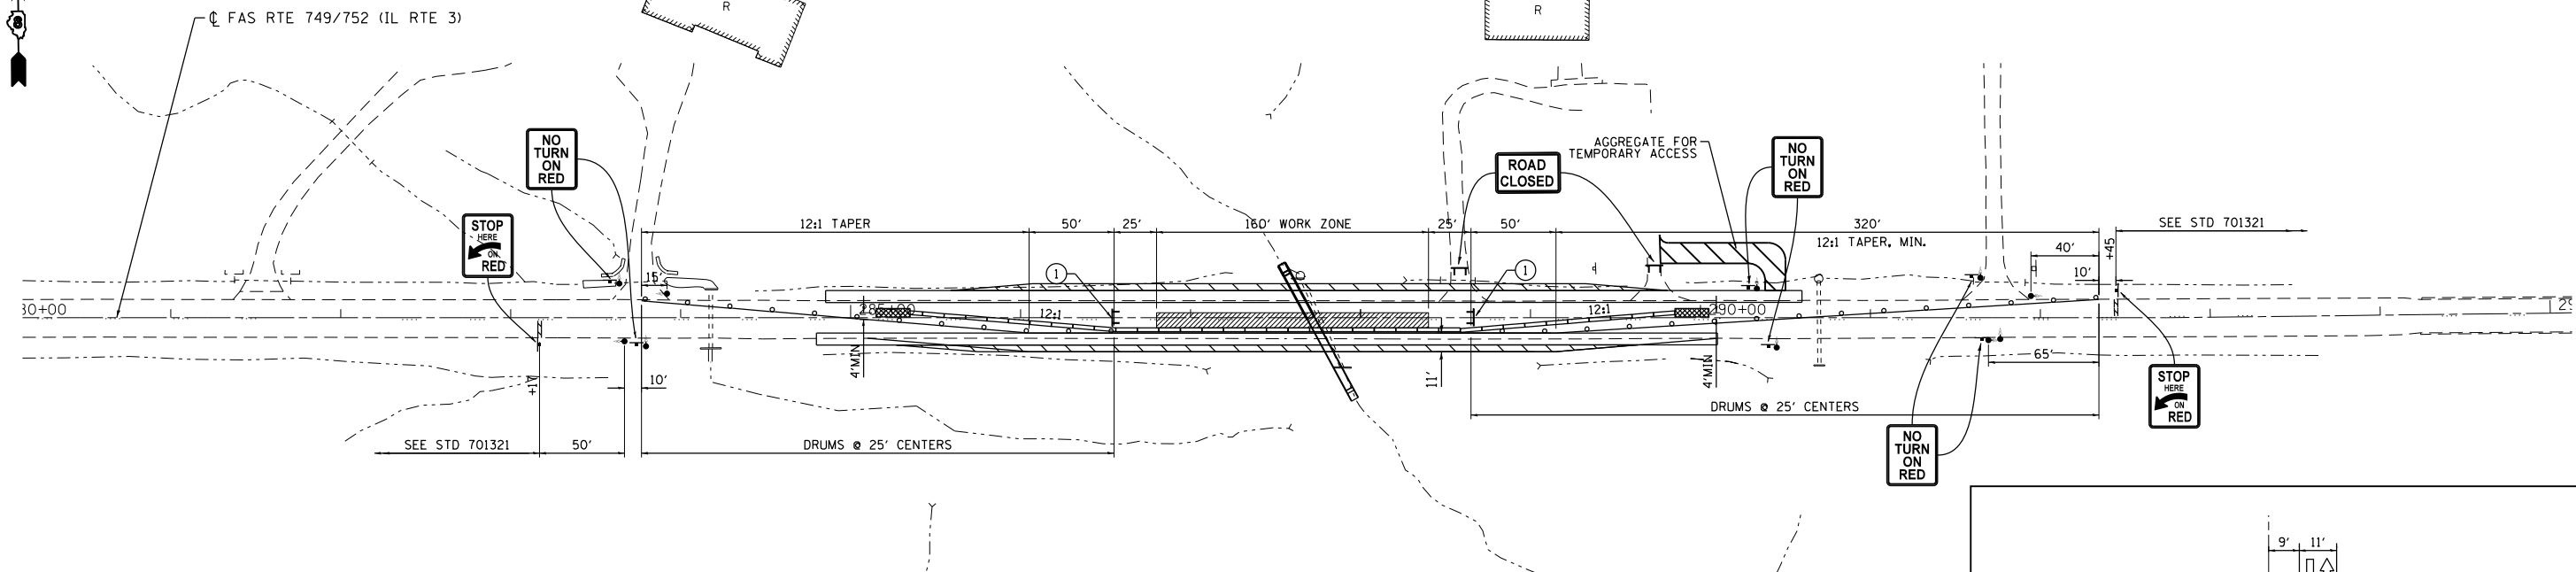 ℄ FAS RTE 749/752 (IL RTE 3)
R
R
NO
TURN
ON
RED
AGGREGATE FOR
TEMPORARY ACCESS
ROAD
CLOSED
NO
TURN
ON
RED
STOP
HERE
ON
RED
12:1 TAPER
50'
25'
160' WORK ZONE
25'
50'
320'
12:1 TAPER, MIN.
SEE STD 701321
+45
40'
10'
15'
1
1
30+00
285+00
12:1
12:1
290+00
29
4'MIN
11'
4'MIN
65'
10'
DRUMS @ 25' CENTERS
STOP
HERE
ON
RED
SEE STD 701321
50'
DRUMS @ 25' CENTERS
NO
TURN
ON
RED
9'
11'